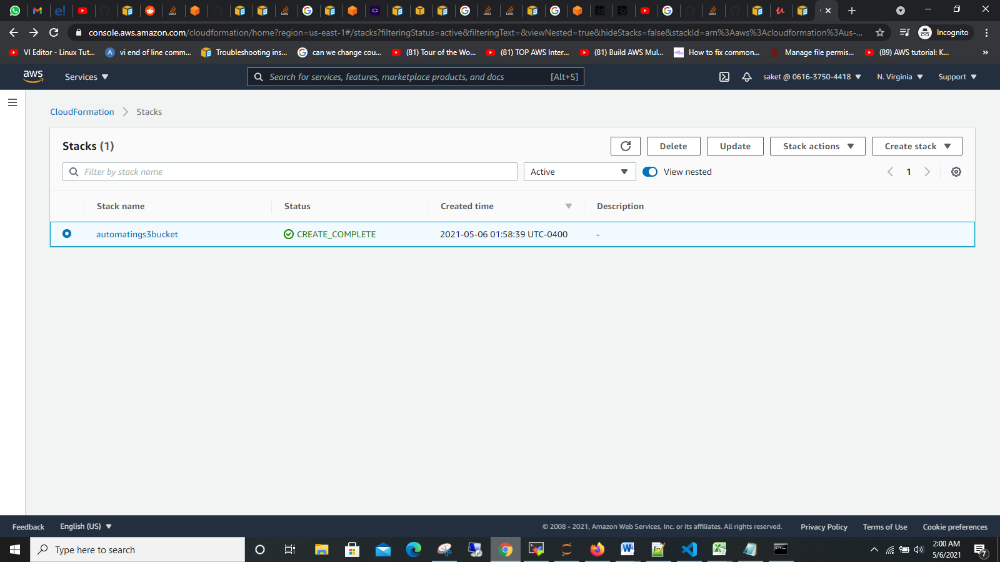 console.aws.amazon.com/cloudformation/home?region=us-east-1#/stacks?filteringStatus=active&filteringText=&viewNested=true&hideStacks=false&stackId=arn%3Aaws%3Acloudformation%3Aus-...
Incognito
VI Editor - Linux Tut...
vi end of line comm...
Troubleshooting ins...
can we change cou...
(81) Tour of the Wo...
(81) TOP AWS Inter...
(81) Build AWS Mul...
How to fix common...
Manage file permis...
(89) AWS tutorial: K...
»
aws
Services
Search for services, features, marketplace products, and docs
[Alt+S]
saket @ 0616-3750-4418
N. Virginia
Support
CloudFormation
Stacks
Stacks (1)
Delete
Update
Stack actions
Create stack
Filter by stack name
Active
View nested
1
Stack name
Status
Created time
Description
automatings3bucket
CREATE_COMPLETE
2021-05-06 01:58:39 UTC-0400
-
Feedback
English (US)
© 2008 - 2021, Amazon Web Services, Inc. or its affiliates. All rights reserved.
Privacy Policy
Terms of Use
Cookie preferences
Type here to search
2:00 AM
5/6/2021
7